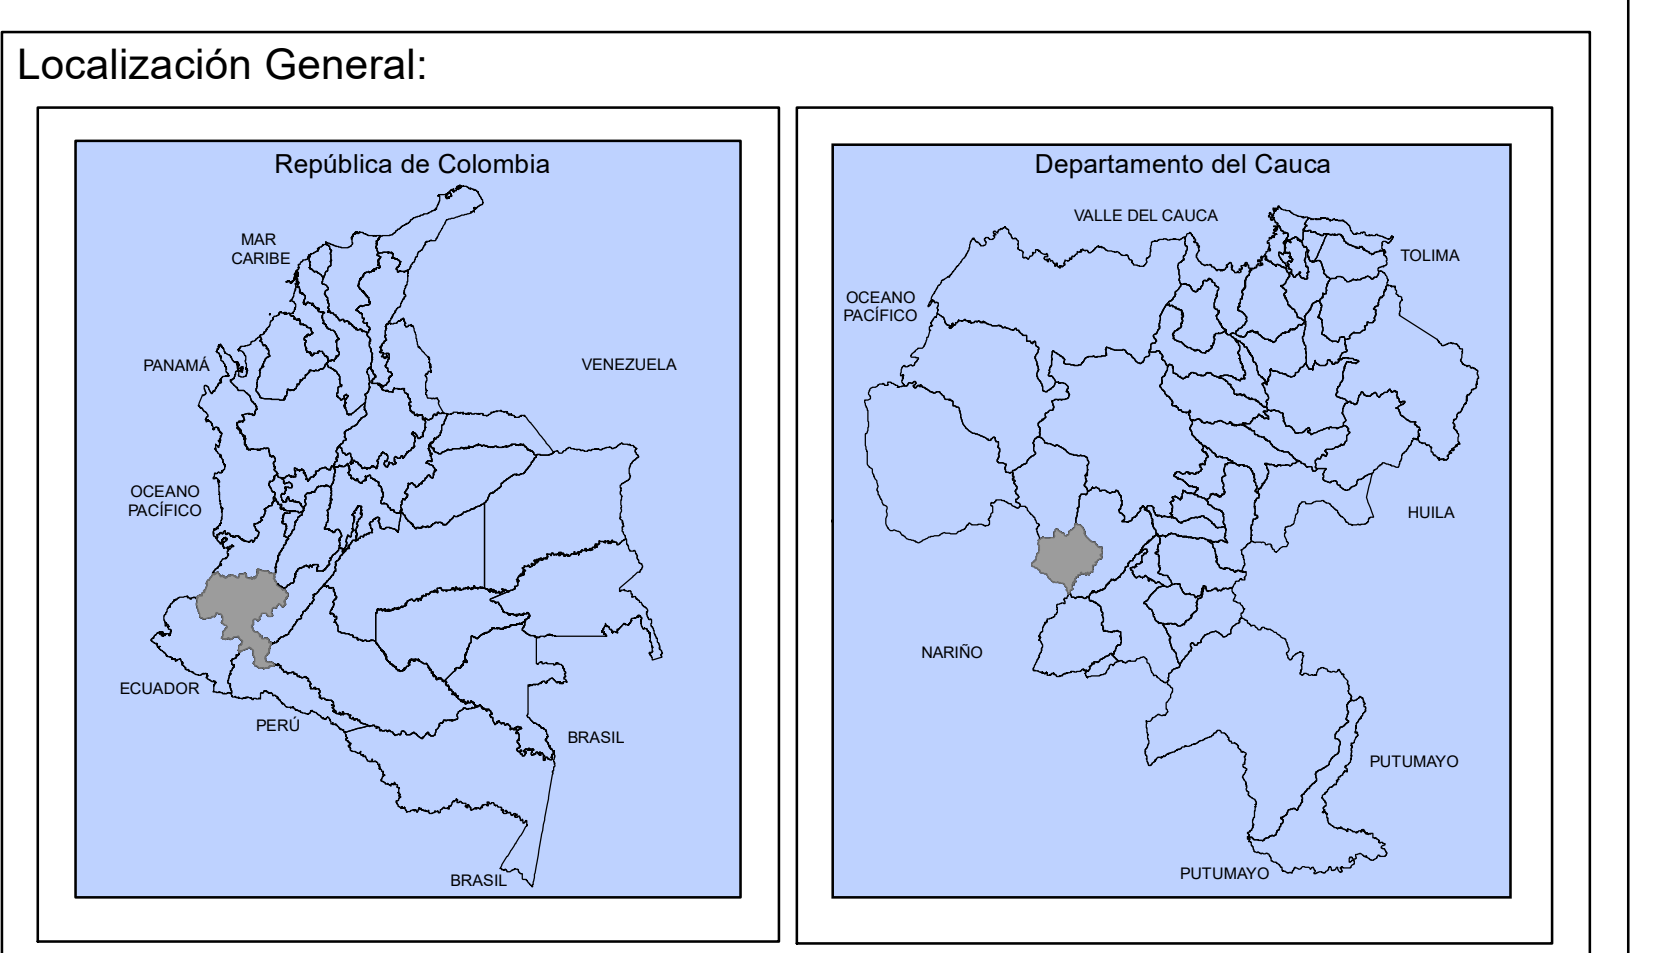 Localización General:
República de Colombia
MAR
CARIBE
PANAMÁ
VENEZUELA
OCEANO
PACÍFICO
ECUADOR
PERÚ
BRASIL
BRASIL
Departamento del Cauca
VALLE DEL CAUCA
TOLIMA
OCEANO
PACÍFICO
HUILA
NARIÑO
PUTUMAYO
PUTUMAYO